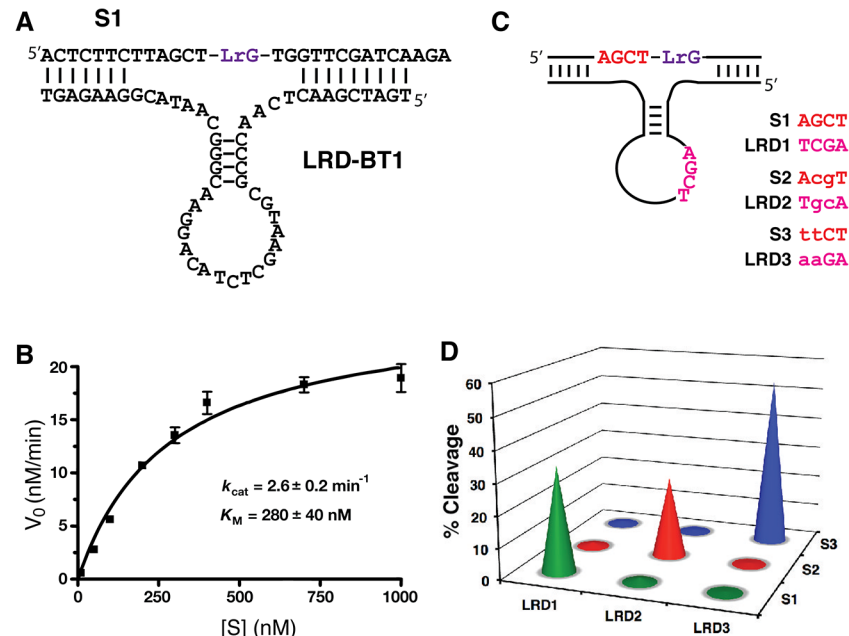 A
S1
5′ACTCTTCTTAGCT-LrG-TGGTTCGATCAAGA
TGAGAAGGCATAACGGGGCAAGGACATCTCGAATGCGCCCCAACTCAAGCTAGT5′
LRD-BT1
B
V0 (nM/min)
20
15
10
5
0
kcat = 2.6 ± 0.2 min-1
KM = 280 ± 40 nM
0 250 500 750 1000
[S] (nM)
C
5′ AGCT-LrG
5′
AGCT
S1 AGCT
LRD1 TCGA
S2 AcgT
LRD2 TgcA
S3 ttCT
LRD3 aaGA
D
% Cleavage
60
50
40
30
20
10
0
LRD1
LRD2
LRD3
S1
S2
S3